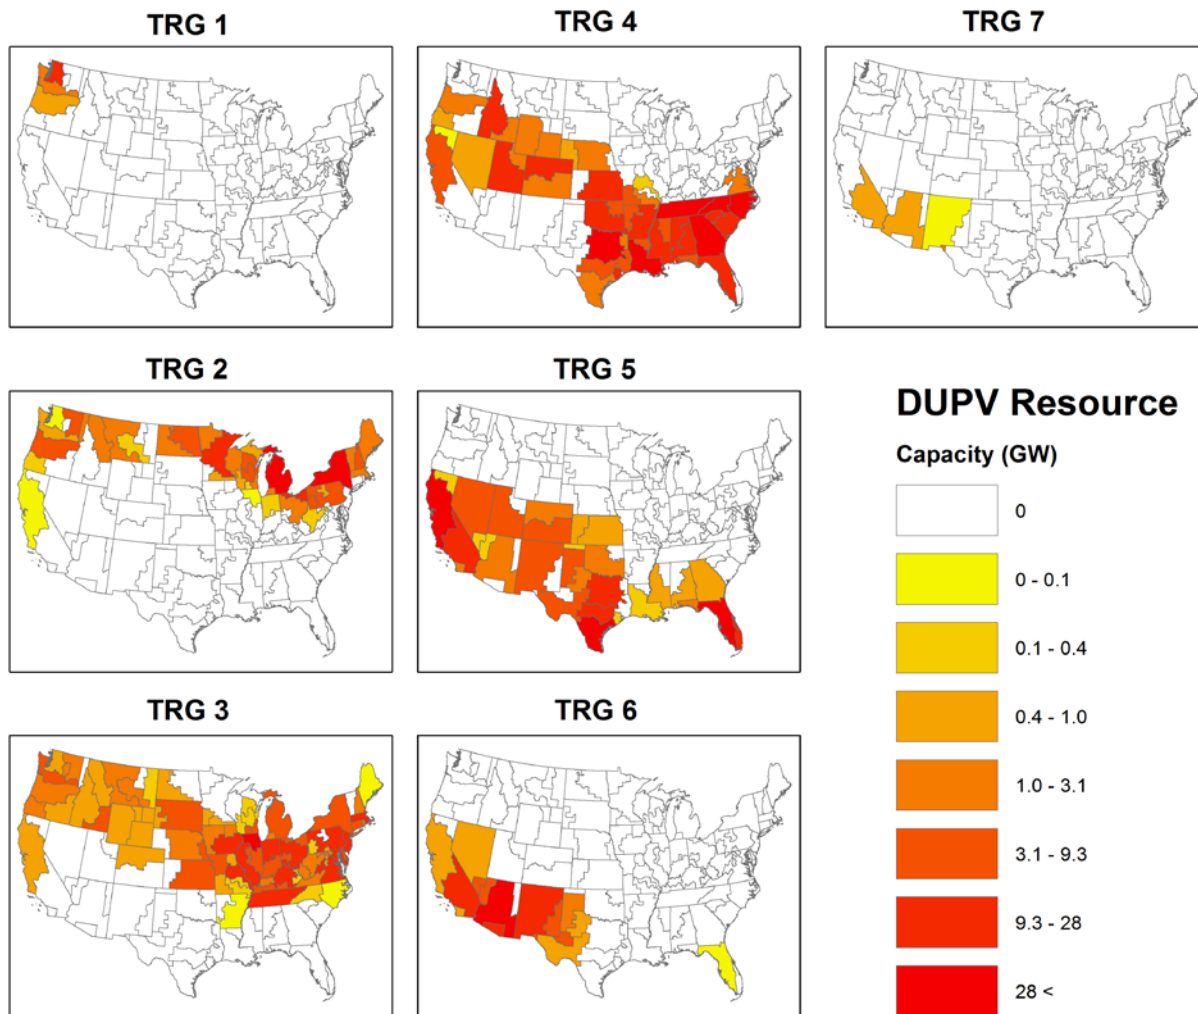 TRG 1
TRG 4
TRG 7
TRG 2
TRG 5
TRG 3
TRG 6
DUPV Resource
Capacity (GW)
0
0 - 0.1
0.1 - 0.4
0.4 - 1.0
1.0 - 3.1
3.1 - 9.3
9.3 - 28
28 <